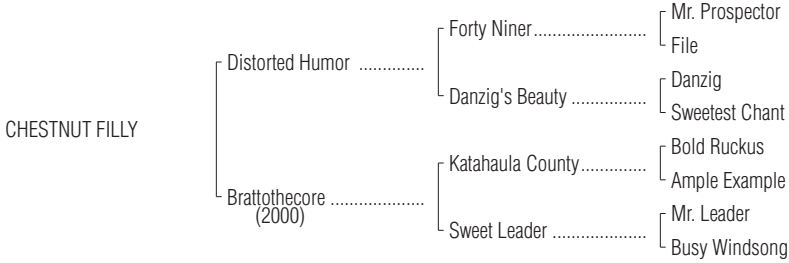 Mr. Prospector
Forty Niner.......................
File
Distorted Humor ..............
Danzig
Danzig's Beauty ................
Sweetest Chant
CHESTNUT FILLY
Bold Ruckus
Katahaula County.............
Ample Example
Brattothecore ....................
(2000)
Mr. Leader
Sweet Leader ....................
Busy Windsong